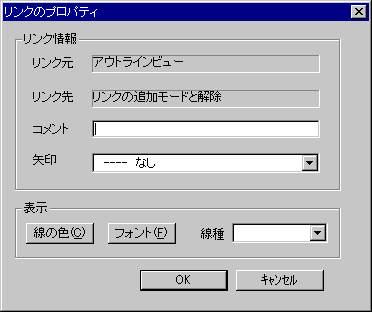 リンクのプロパティ
リンク情報
リンク元 アウトラインビュー
リンク先 リンクの追加モードと解除
コメント
矢印 ---- なし
表示
線の色(C) フォント(F) 線種
OK キャンセル